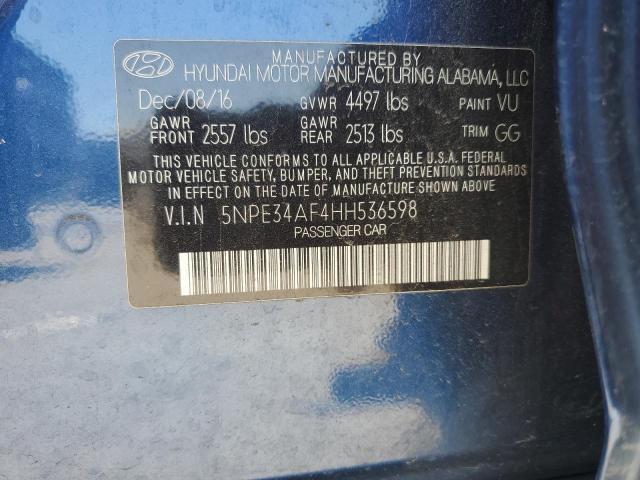 MANUFACTURED BY
HYUNDAI MOTOR MANUFACTURING ALABAMA, LLC
Dec/08/16 GVWR 4497 lbs PAINT VU
GAWR FRONT 2557 lbs GAWR REAR 2513 lbs TRIM GG
THIS VEHICLE CONFORMS TO ALL APPLICABLE U.S.A. FEDERAL
MOTOR VEHICLE SAFETY, BUMPER, AND THEFT PREVENTION
STANDARDS IN EFFECT ON THE DATE OF MANUFACTURE SHOWN ABOVE.
V.I.N 5NPE34AF4HH536598
PASSENGER CAR